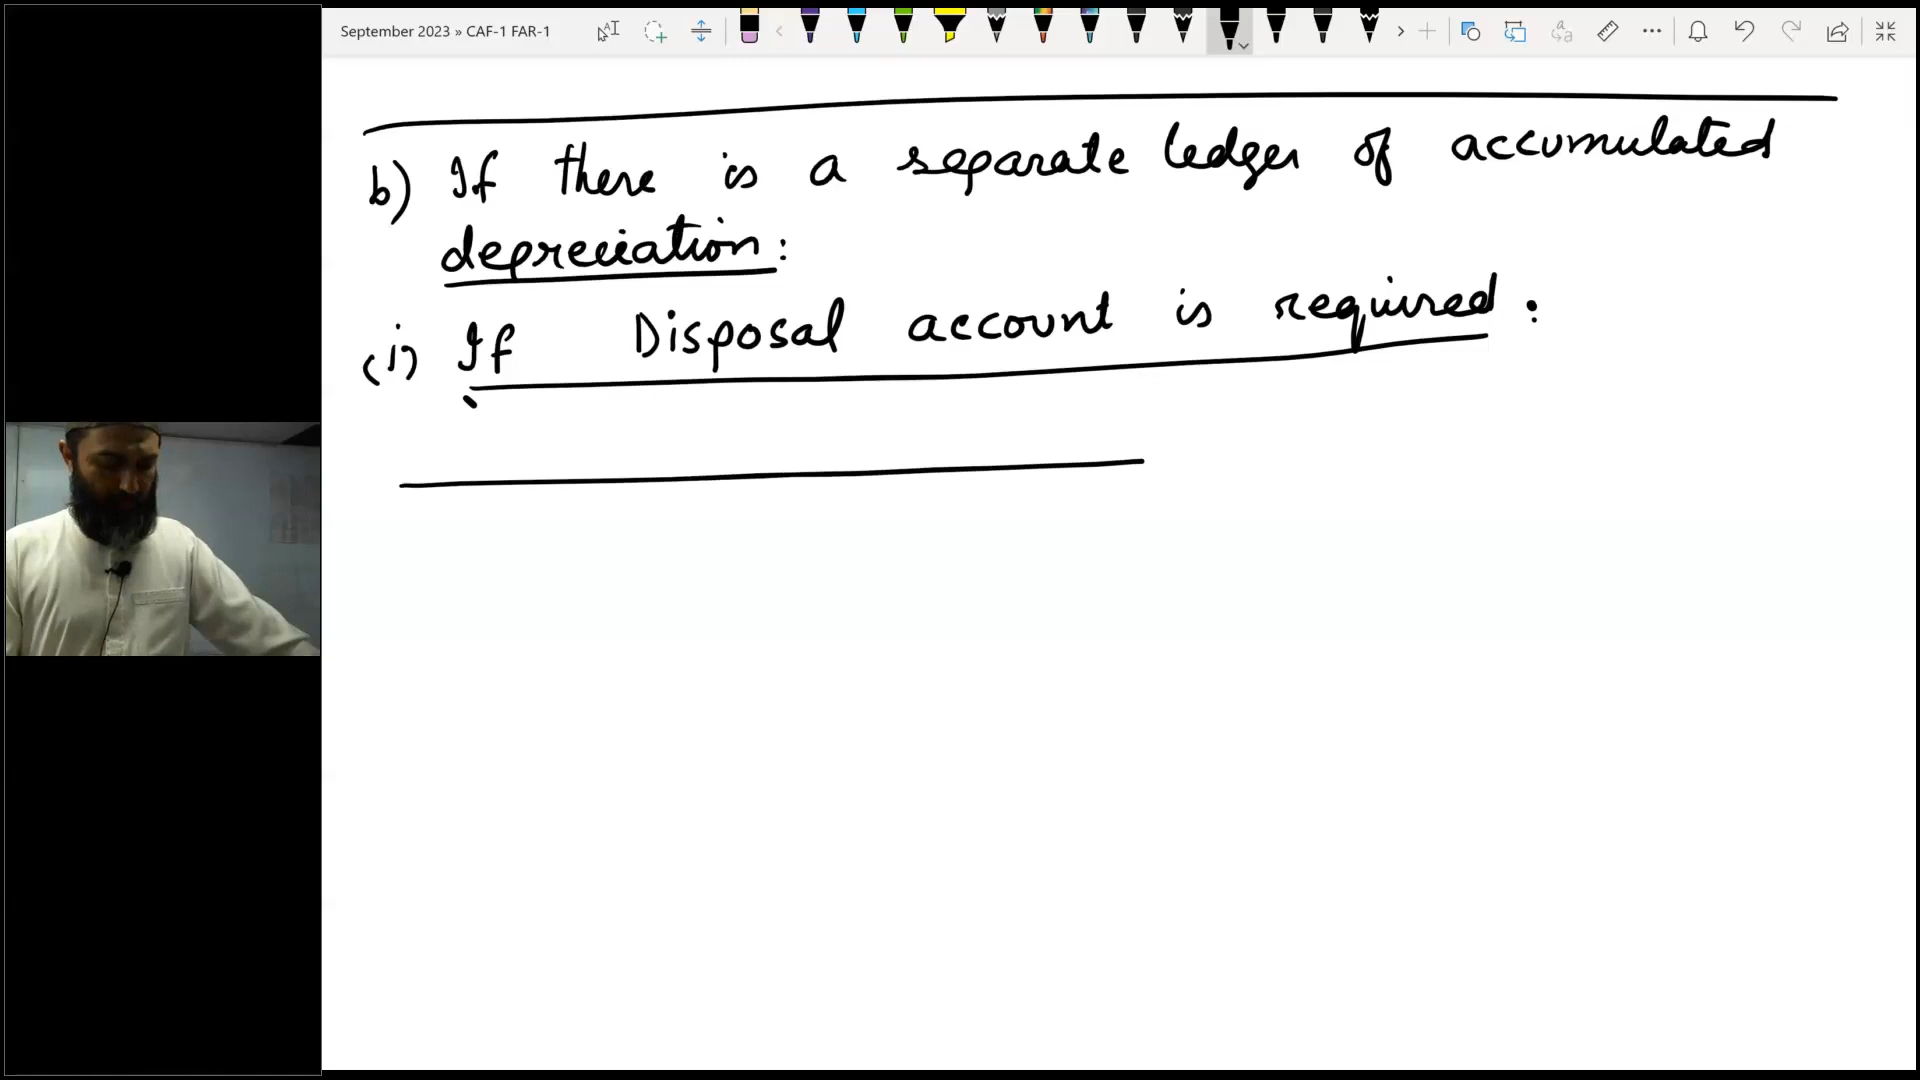 September 2023 » CAF-1 FAR-1
b) If there is a separate ledger of accumulated
depreciation:
(i) If Disposal account is required: